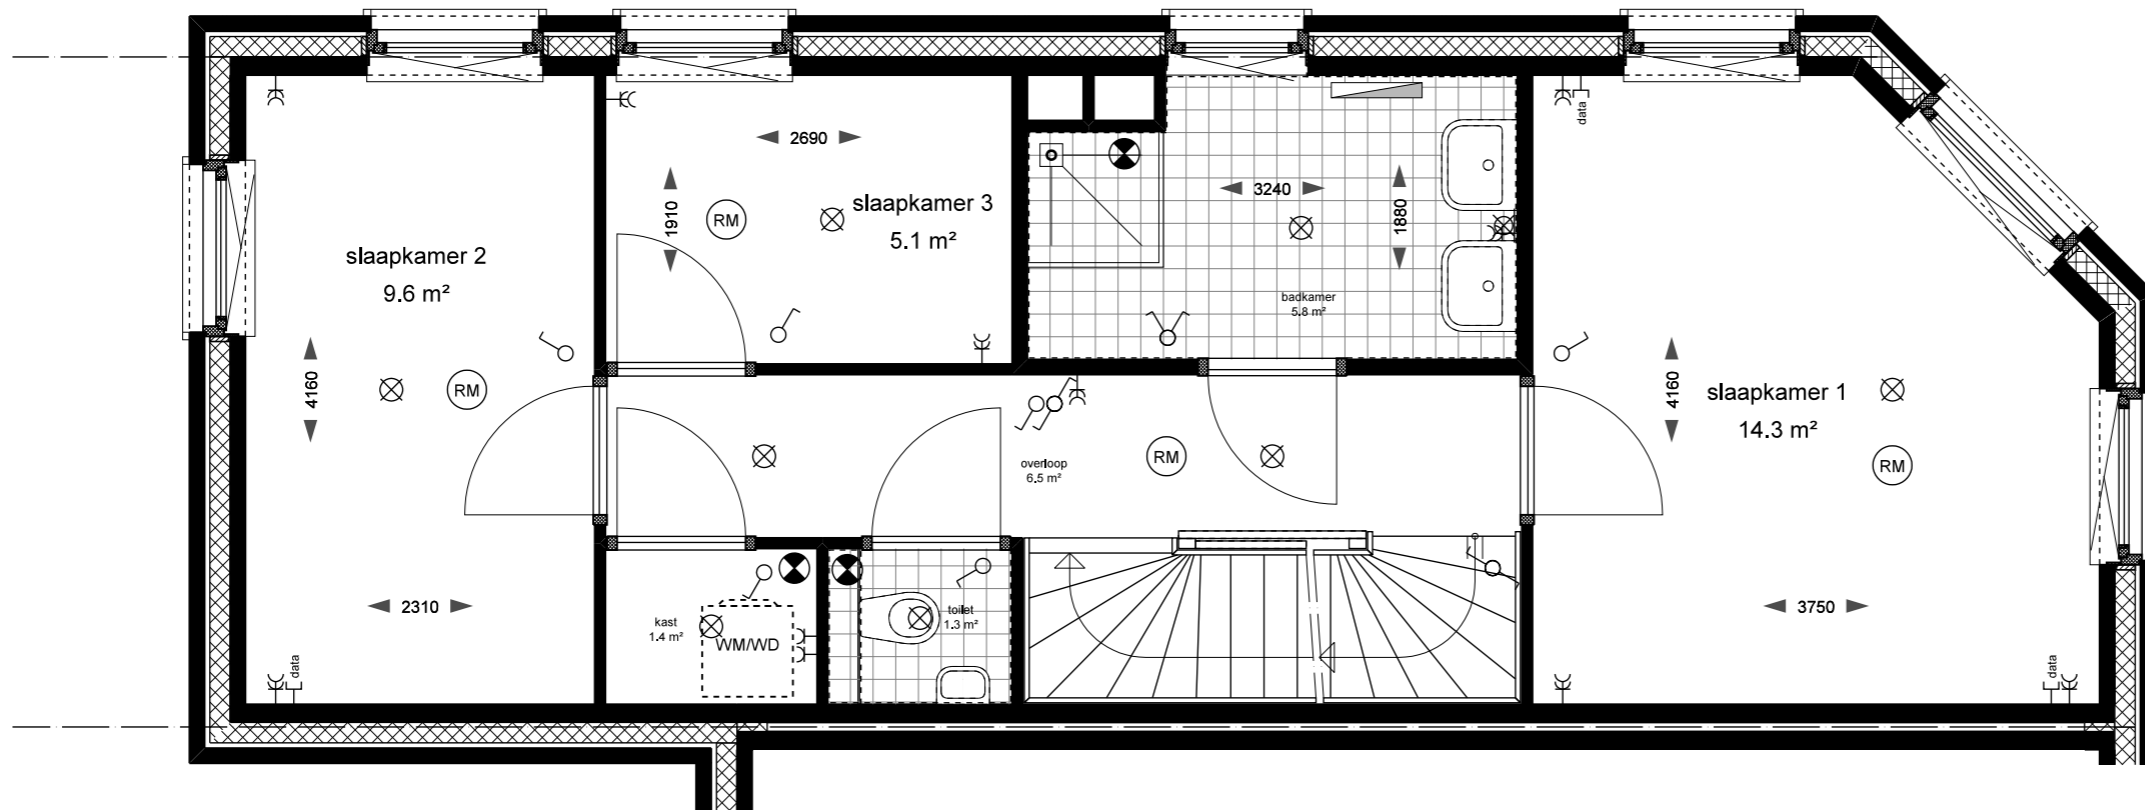 data
2690
slaapkamer 3
5.1 m²
1910
RM
3240
1880
slaapkamer 2
9.6 m²
badkamer
5.8 m²
4160
RM
4160
slaapkamer 1
14.3 m²
overloop
6.5 m²
RM
RM
2310
3750
kast
1.4 m²
WM/WD
toilet
1.3 m²
data
data